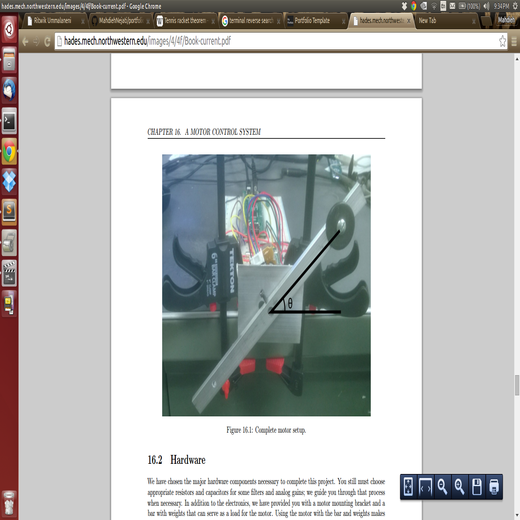 hades.mech.northwestern.edu/images/4/4f/Book-current.pdf - Google Chrome
(100%) 9:34PM Mahdieh
Ritwik Ummalaneni
MahdiehNejati/portfoli
Tennis racket theorem
terminal reverse search
Portfolio Template
hades.mech.northweste
New Tab
Mahdieh
hades.mech.northwestern.edu/images/4/4f/Book-current.pdf
CHAPTER 16. A MOTOR CONTROL SYSTEM
TEKTON
θ
Figure 16.1: Complete motor setup.
16.2 Hardware
We have chosen the major hardware components necessary to complete this project. You still must choose
appropriate resistors and capacitors for some filters and analog gains; we guide you through that process
when necessary. In addition to the electronics, we have provided you with a motor mounting bracket and a
bar with weights that can serve as a load for the motor. Using the motor with the bar and weights makes